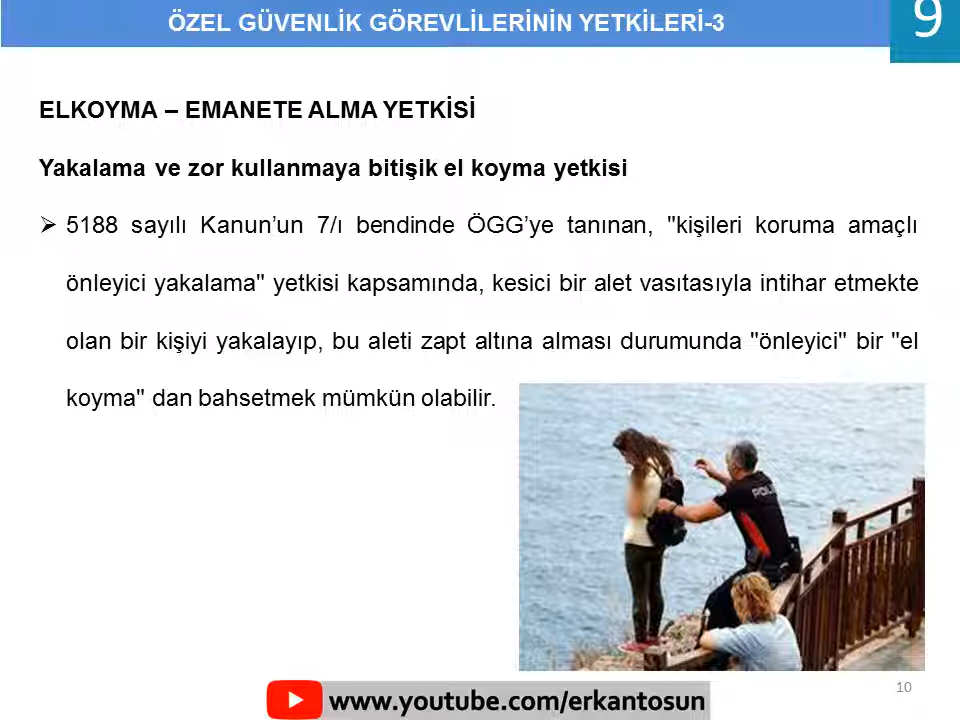 ÖZEL GÜVENLİK GÖREVLİLERİNİN YETKİLERİ-3
9
ELKOYMA – EMANETE ALMA YETKİSİ
Yakalama ve zor kullanmaya bitişik el koyma yetkisi
➢ 5188 sayılı Kanun’un 7/ı bendinde ÖGG’ye tanınan, "kişileri koruma amaçlı
önleyici yakalama" yetkisi kapsamında, kesici bir alet vasıtasıyla intihar etmekte
olan bir kişiyi yakalayıp, bu aleti zapt altına alması durumunda "önleyici" bir "el
koyma" dan bahsetmek mümkün olabilir.
POLİS
10
www.youtube.com/erkantosun